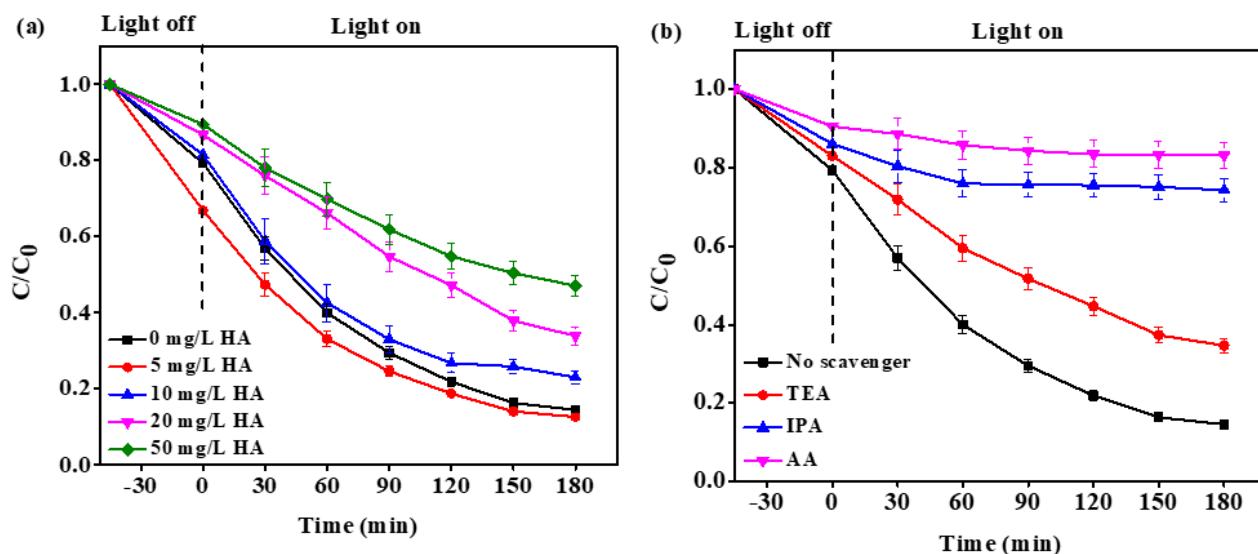 (a)
Light off
Light on
C/C0
1.0
0.8
0.6
0.4
0.2
0.0
0 mg/L HA
5 mg/L HA
10 mg/L HA
20 mg/L HA
50 mg/L HA
-30 0 30 60 90 120 150 180
Time (min)
(b)
Light off
Light on
C/C0
1.0
0.8
0.6
0.4
0.2
0.0
No scavenger
TEA
IPA
AA
-30 0 30 60 90 120 150 180
Time (min)